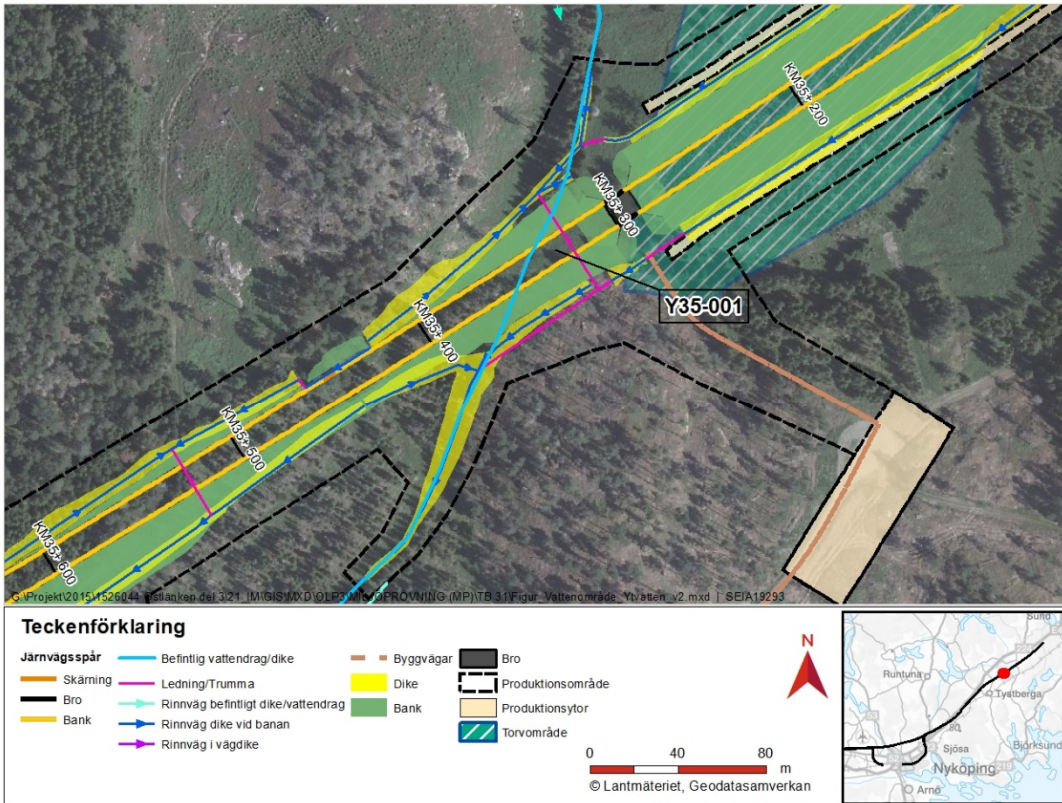 KM35+ 200
KM35+ 300
Y35-001
KM35+ 400
KM35+ 500
KM35+ 600
SEIA19293
Teckenförklaring
Järnvägsspår
Skärning
Bro
Bank
Befintlig vattendrag/dike
Ledning/Trumma
Rinnväg befintligt dike/vattendrag
Rinnväg dike vid banan
Rinnväg i vägdike
Byggvägar
Dike
Bank
Bro
Produktionsområde
Produktionsytor
Torvområde
N
0 40 80
m
© Lantmäteriet, Geodatasamverkan
Sund
Runtuna
Tystberga
Sjösa
Björksund
Nyköping
Arnö